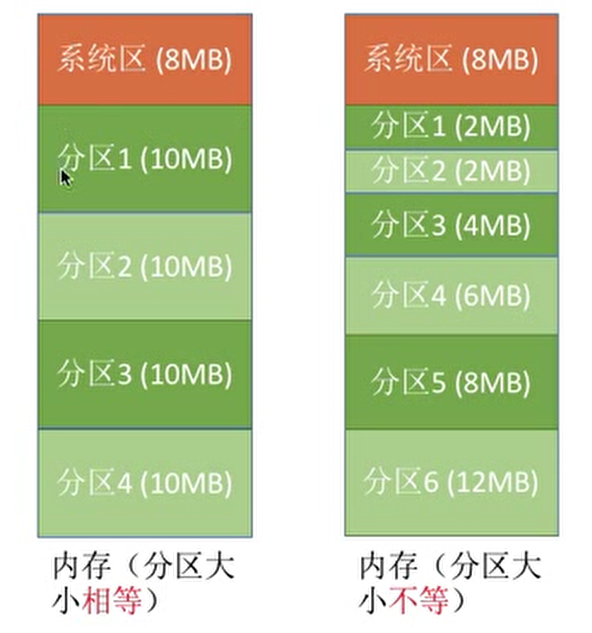 系统区 (8MB)
分区1 (10MB)
分区2 (10MB)
分区3 (10MB)
分区4 (10MB)
内存（分区大
小相等）
系统区 (8MB)
分区1 (2MB)
分区2 (2MB)
分区3 (4MB)
分区4 (6MB)
分区5 (8MB)
分区6 (12MB)
内存（分区大
小不等）